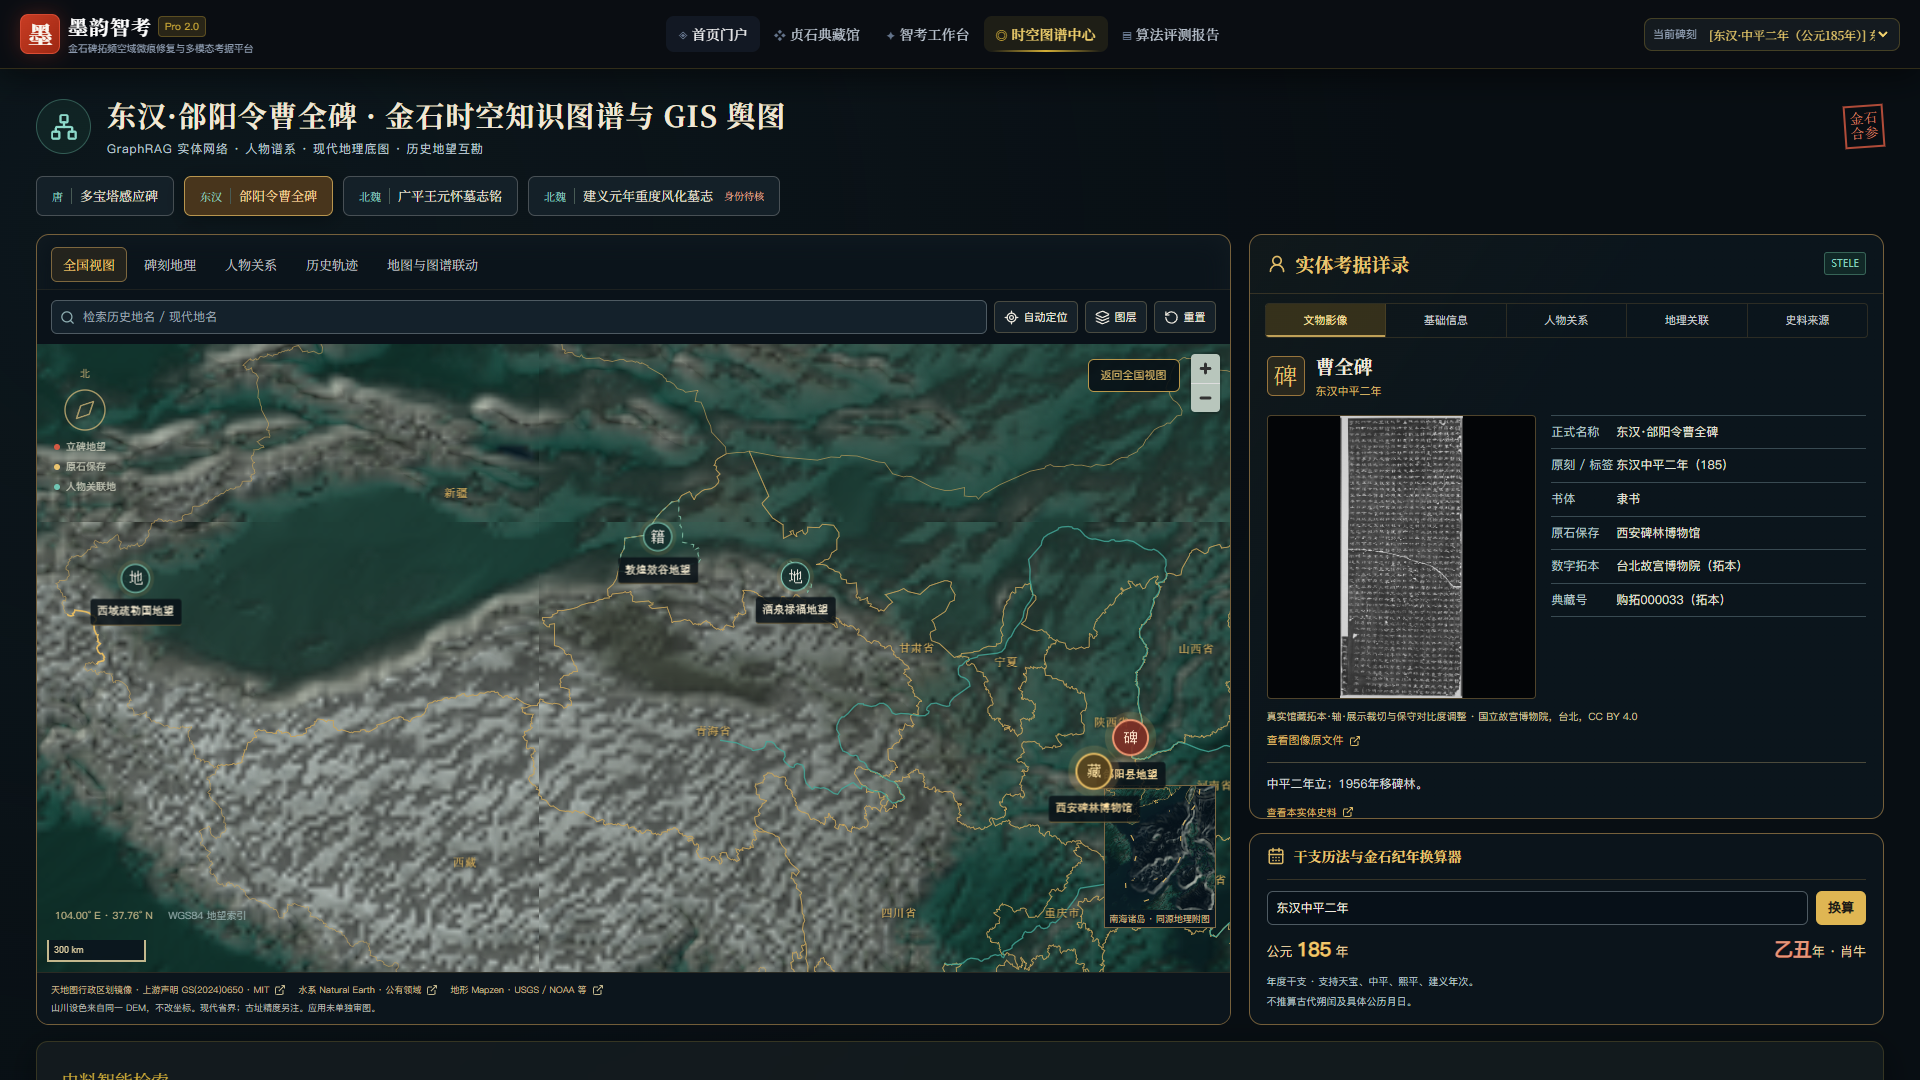 墨
墨韵智考 Pro 2.0
金石碑拓频空域微痕修复与多模态考据平台
首页门户
贞石典藏馆
智考工作台
时空图谱中心
算法评测报告
当前碑刻 [东汉·中平二年（公元185年）]
东汉·郃阳令曹全碑 · 金石时空知识图谱与 GIS 舆图
GraphRAG 实体网络 · 人物谱系 · 现代地理底图 · 历史地望互勘
金石
合参
唐 多宝塔感应碑
东汉 郃阳令曹全碑
北魏 广平王元怀墓志铭
北魏 建义元年重度风化墓志 身份待核
全国视图
碑刻地理
人物关系
历史轨迹
地图与图谱联动
检索历史地名 / 现代地名
自动定位
图层
重置
北
立碑地望
原石保存
人物关联地
返回全国视图
+
−
新疆
籍
敦煌效谷地望
地
西域疏勒国地望
地
酒泉禄福地望
甘肃省
宁夏
山西省
青海省
陕西省
碑
藏
阳县地望
西安碑林博物馆
西藏
四川省
重庆市
南海诸岛 · 同源地理附图
104.00° E · 37.76° N WGS84 地望索引
300 km
天地图行政区划镜像 · 上游声明 GS(2024)0650 · MIT 水系 Natural Earth · 公有领域 地形 Mapzen · USGS / NOAA 等
山川设色来自同一 DEM，不改坐标。现代省界；古址精度另注。应用未单独审图。
实体考据详录
STELE
文物影像
基础信息
人物关系
地理关联
史料来源
碑
曹全碑
东汉中平二年
正式名称 东汉·郃阳令曹全碑
原刻 / 标签 东汉中平二年（185）
书体 隶书
原石保存 西安碑林博物馆
数字拓本 台北故宫博物院（拓本）
典藏号 购拓000033（拓本）
真实馆藏拓本·轴·展示裁切与保守对比度调整 · 国立故宫博物院，台北，CC BY 4.0
查看图像原文件
中平二年立；1956年移碑林。
查看本实体史料
干支历法与金石纪年换算器
东汉中平二年
换算
公元 185 年
乙丑年 · 肖牛
年度干支 · 支持天宝、中平、熙平、建义年次。
不推算古代朔闰及具体公历月日。